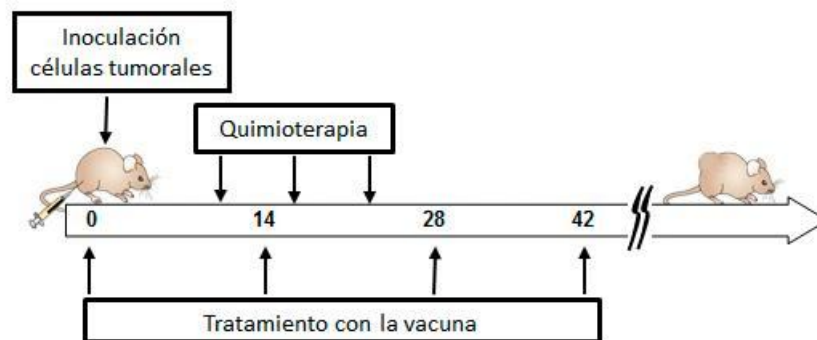 Inoculación
células tumorales
Quimioterapia
0 14 28 42
Tratamiento con la vacuna